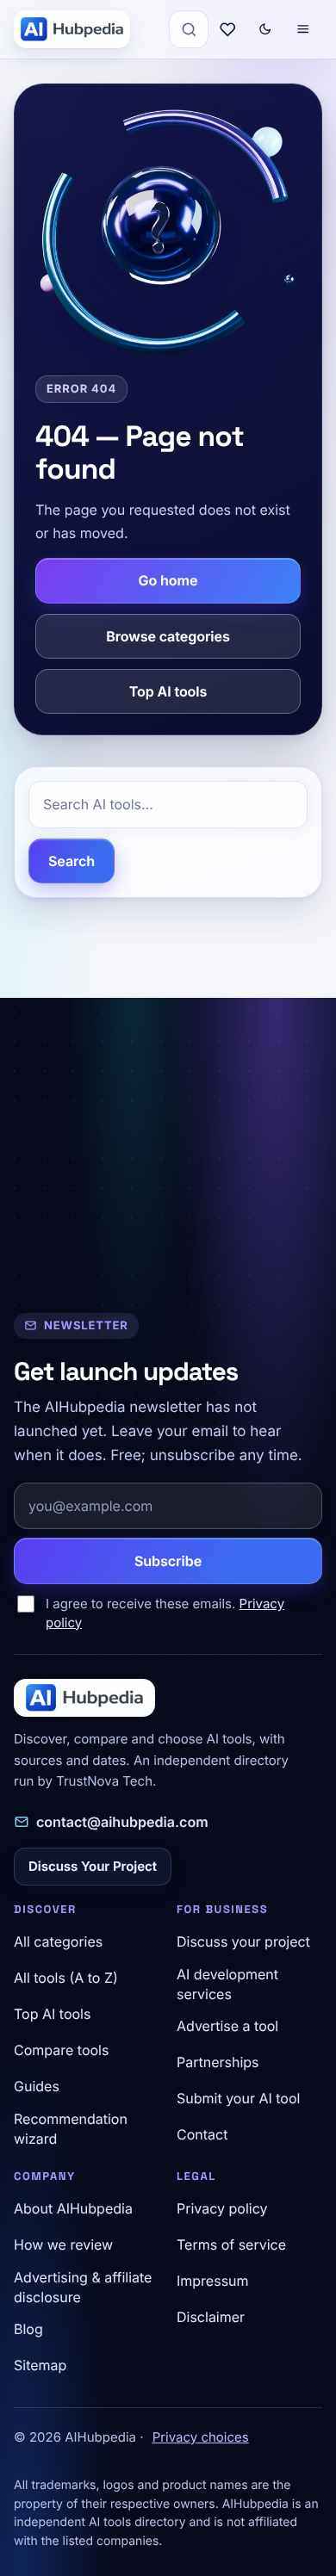 AI Hubpedia
?
ERROR 404
404 — Page not
found
The page you requested does not exist
or has moved.
Go home
Browse categories
Top AI tools
Search AI tools...
Search
NEWSLETTER
Get launch updates
The AIHubpedia newsletter has not
launched yet. Leave your email to hear
when it does. Free; unsubscribe any time.
you@example.com
Subscribe
I agree to receive these emails. Privacy
policy
AI Hubpedia
Discover, compare and choose AI tools, with
sources and dates. An independent directory
run by TrustNova Tech.
contact@aihubpedia.com
Discuss Your Project
DISCOVER
All categories
All tools (A to Z)
Top AI tools
Compare tools
Guides
Recommendation
wizard
FOR BUSINESS
Discuss your project
AI development
services
Advertise a tool
Partnerships
Submit your AI tool
Contact
COMPANY
About AIHubpedia
How we review
Advertising & affiliate
disclosure
Blog
Sitemap
LEGAL
Privacy policy
Terms of service
Impressum
Disclaimer
© 2026 AIHubpedia · Privacy choices
All trademarks, logos and product names are the
property of their respective owners. AIHubpedia is an
independent AI tools directory and is not affiliated
with the listed companies.